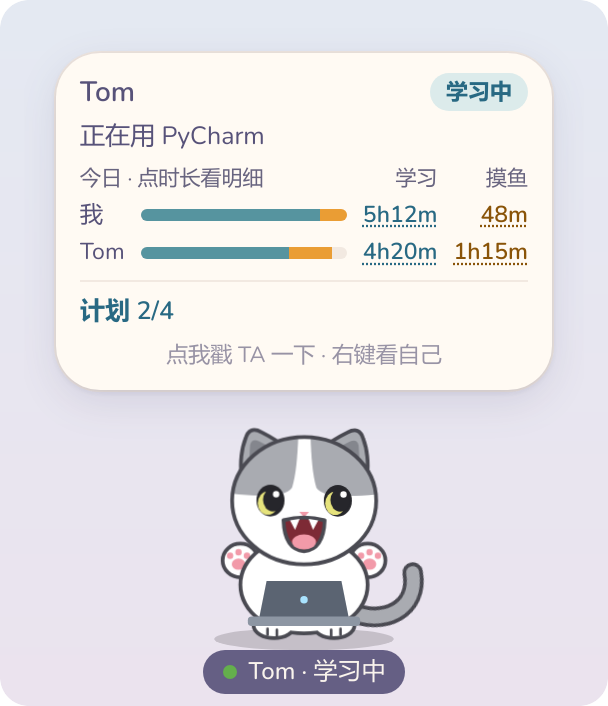 Tom 学习中
正在用 PyCharm
今日 · 点时长看明细 学习 摸鱼
我 5h12m 48m
Tom 4h20m 1h15m
计划 2/4
点我戳 TA 一下 · 右键看自己
Tom · 学习中